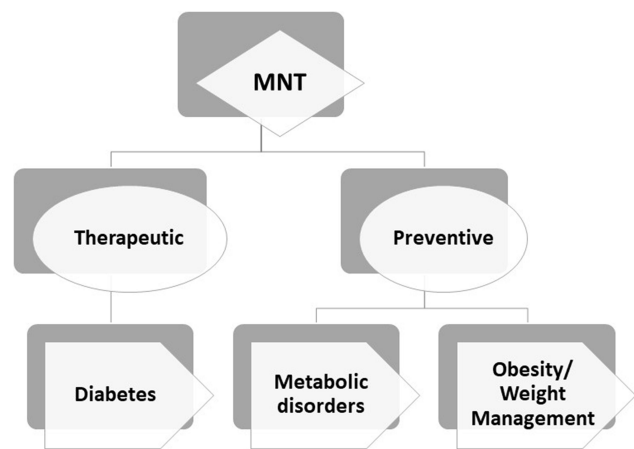 MNT
Therapeutic
Preventive
Diabetes
Metabolic
disorders
Obesity/
Weight
Management